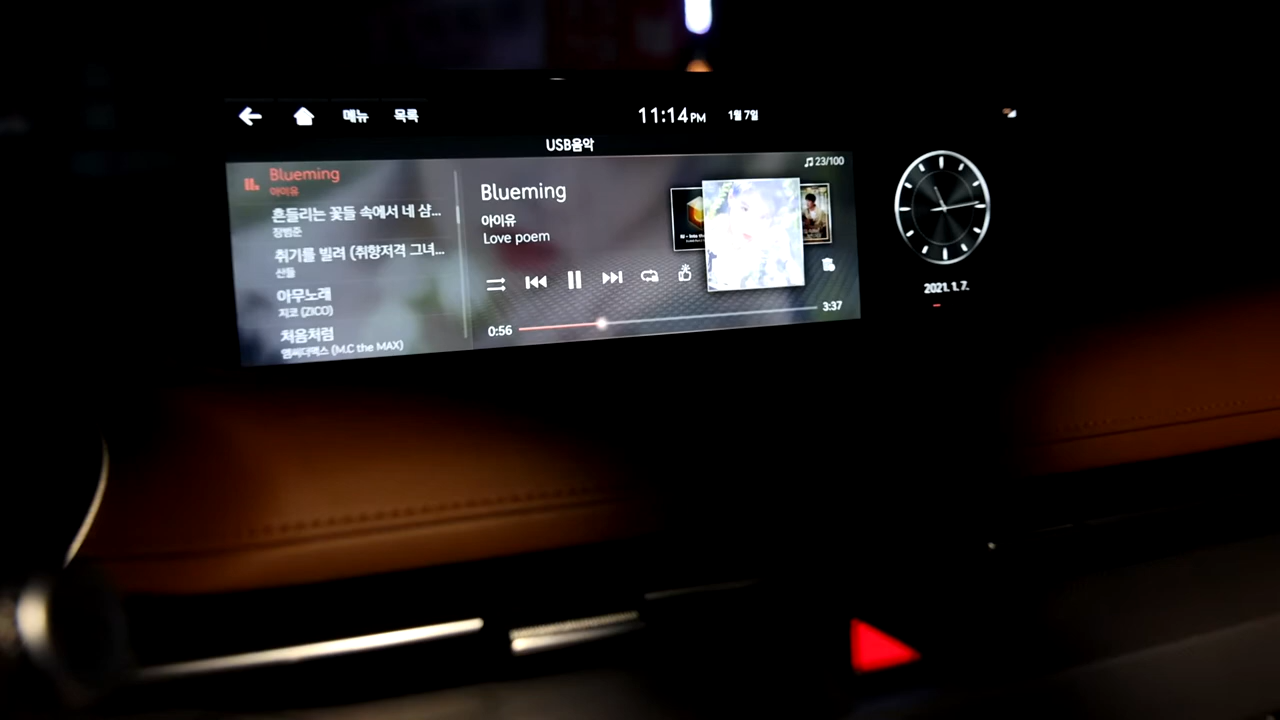 메뉴 목록 11:14 PM 1월 7일
USB음악
Blueming
아이유
흔들리는 꽃들 속에서 네 샴...
장범준
취기를 빌려 (취향저격 그녀...
산들
아무노래
지코 (ZICO)
처음처럼
엠씨더맥스 (M.C the MAX)
23/100
Blueming
아이유
Love poem
0:56
3:37
2021. 1. 7.